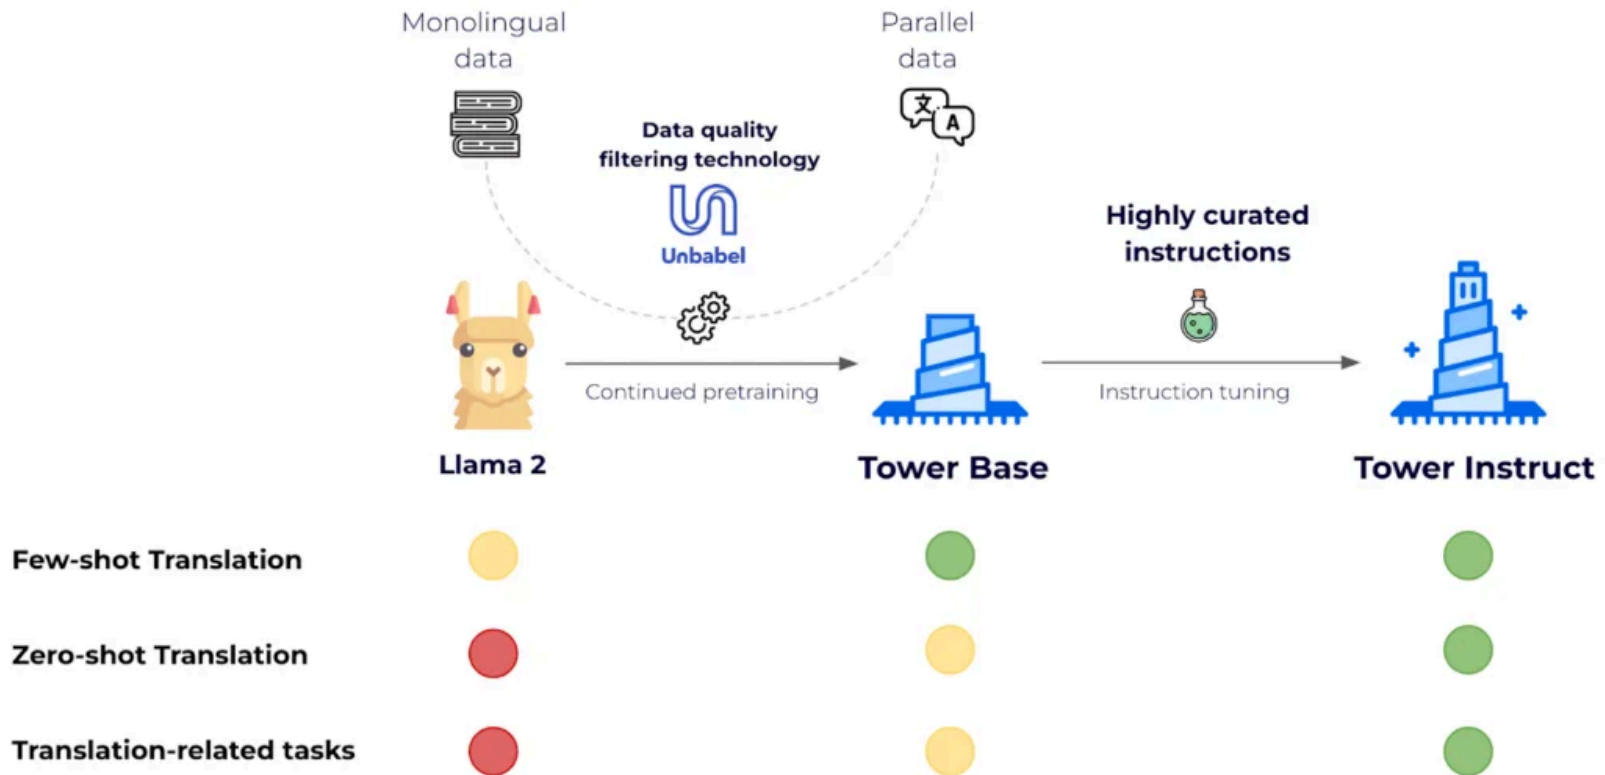 Monolingual
data
Parallel
data
文
A
Data quality
filtering technology
Unbabel
Highly curated
instructions
Continued pretraining
Instruction tuning
Llama 2
Tower Base
Tower Instruct
Few-shot Translation
Zero-shot Translation
Translation-related tasks